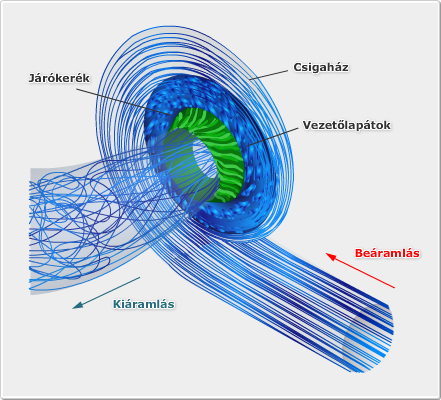 Csigaház
Járókerék
Vezetőlapátok
Beáramlás
Kiáramlás